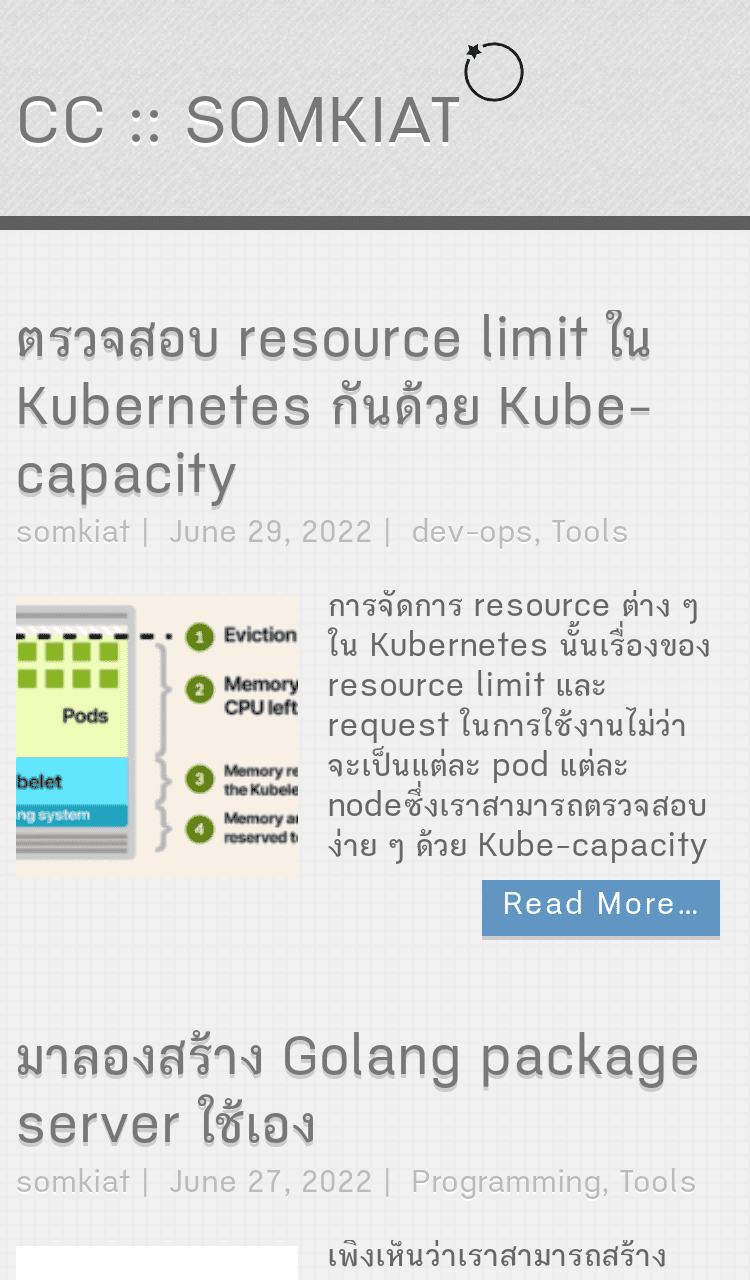 CC :: SOMKIAT
ตรวจสอบ resource limit ใน
Kubernetes กันด้วย Kube-
capacity
somkiat | June 29, 2022 | dev-ops, Tools
1 Eviction
2 Memory
CPU left
Pods
3 Memory re
the Kubele
belet
ng system
4 Memory a
reserved t
การจัดการ resource ต่าง ๆ
ใน Kubernetes นั้นเรื่องของ
resource limit และ
request ในการใช้งานไม่ว่า
จะเป็นแต่ละ pod แต่ละ
nodeซึ่งเราสามารถตรวจสอบ
ง่าย ๆ ด้วย Kube-capacity
Read More…
มาลองสร้าง Golang package
server ใช้เอง
somkiat | June 27, 2022 | Programming, Tools
เพิ่งเห็นว่าเราสามารถสร้าง